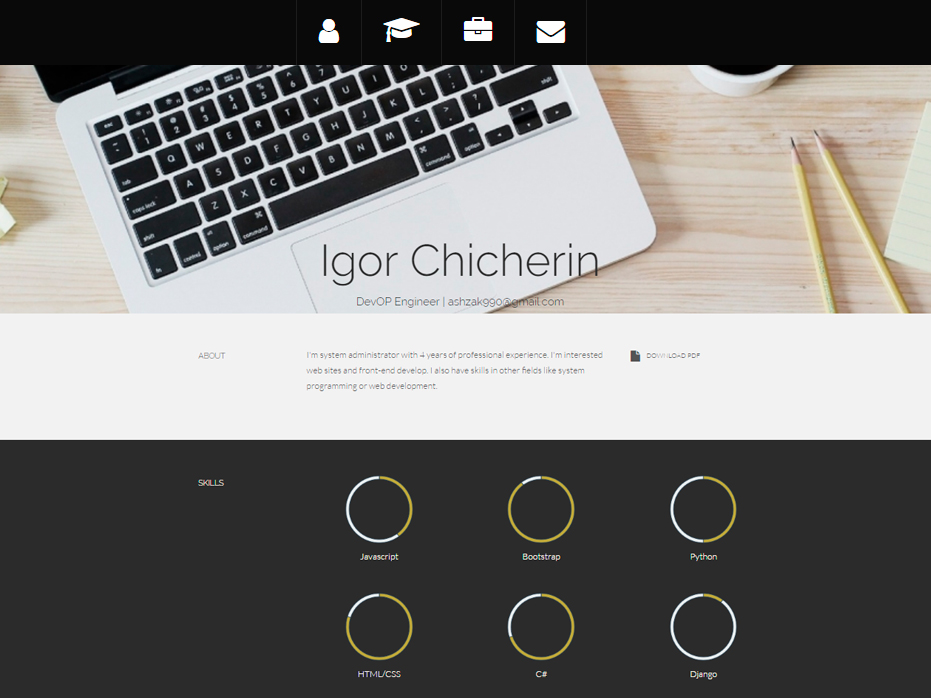 Igor Chicherin
DevOP Engineer | ashzak990@gmail.com
ABOUT
I'm system administrator with 4 years of professional experience. I'm interested
web sites and front-end develop. I also have skills in other fields like system
programming or web development.
DOWNLOAD PDF
SKILLS
Javascript
Bootstrap
Python
HTML/CSS
C#
Django